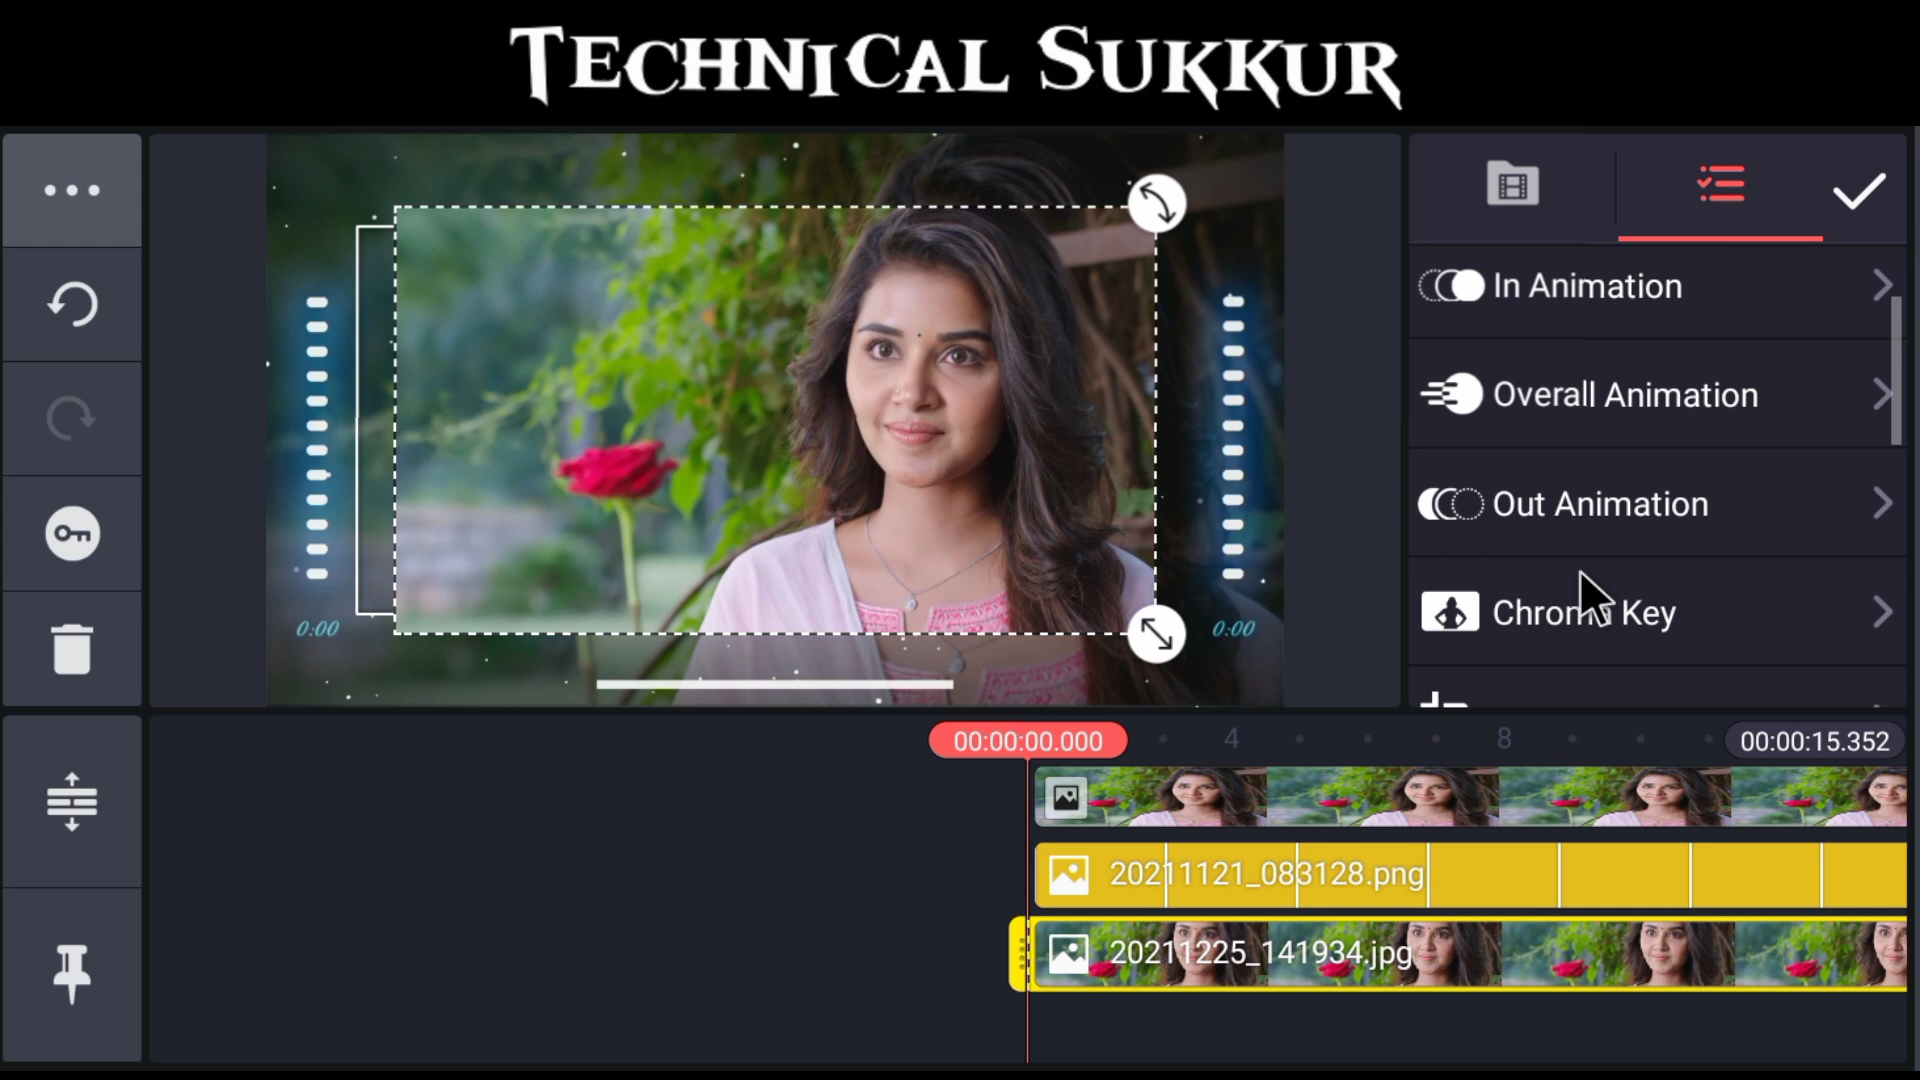 TECHNICAL SUKKUR
In Animation
Overall Animation
Out Animation
Chroma Key
0:00
0:00
00:00:00.000
4
8
00:00:15.352
20211121_083128.png
20211225_141934.jpg